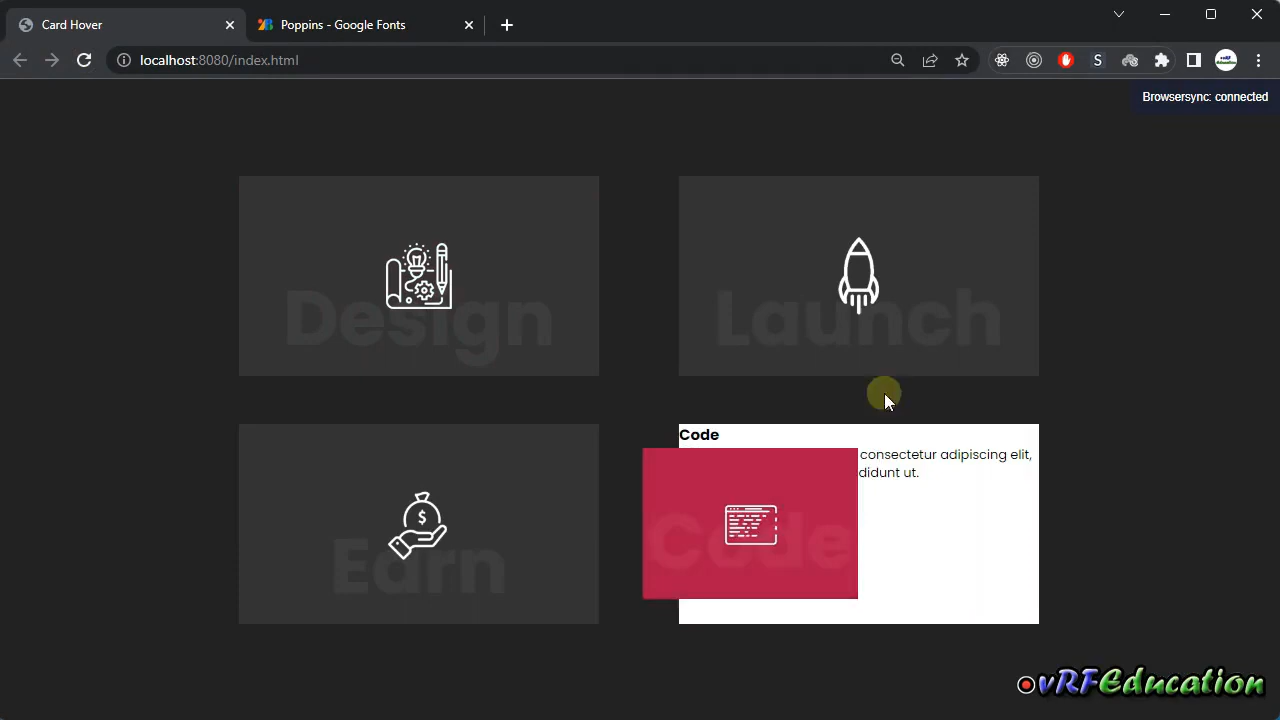 Card Hover
Poppins - Google Fonts
localhost:8080/index.html
S
Browsersync: connected
Design
Launch
Code
consectetur adipiscing elit,
didunt ut.
$
Earn
Code
vRFEducation